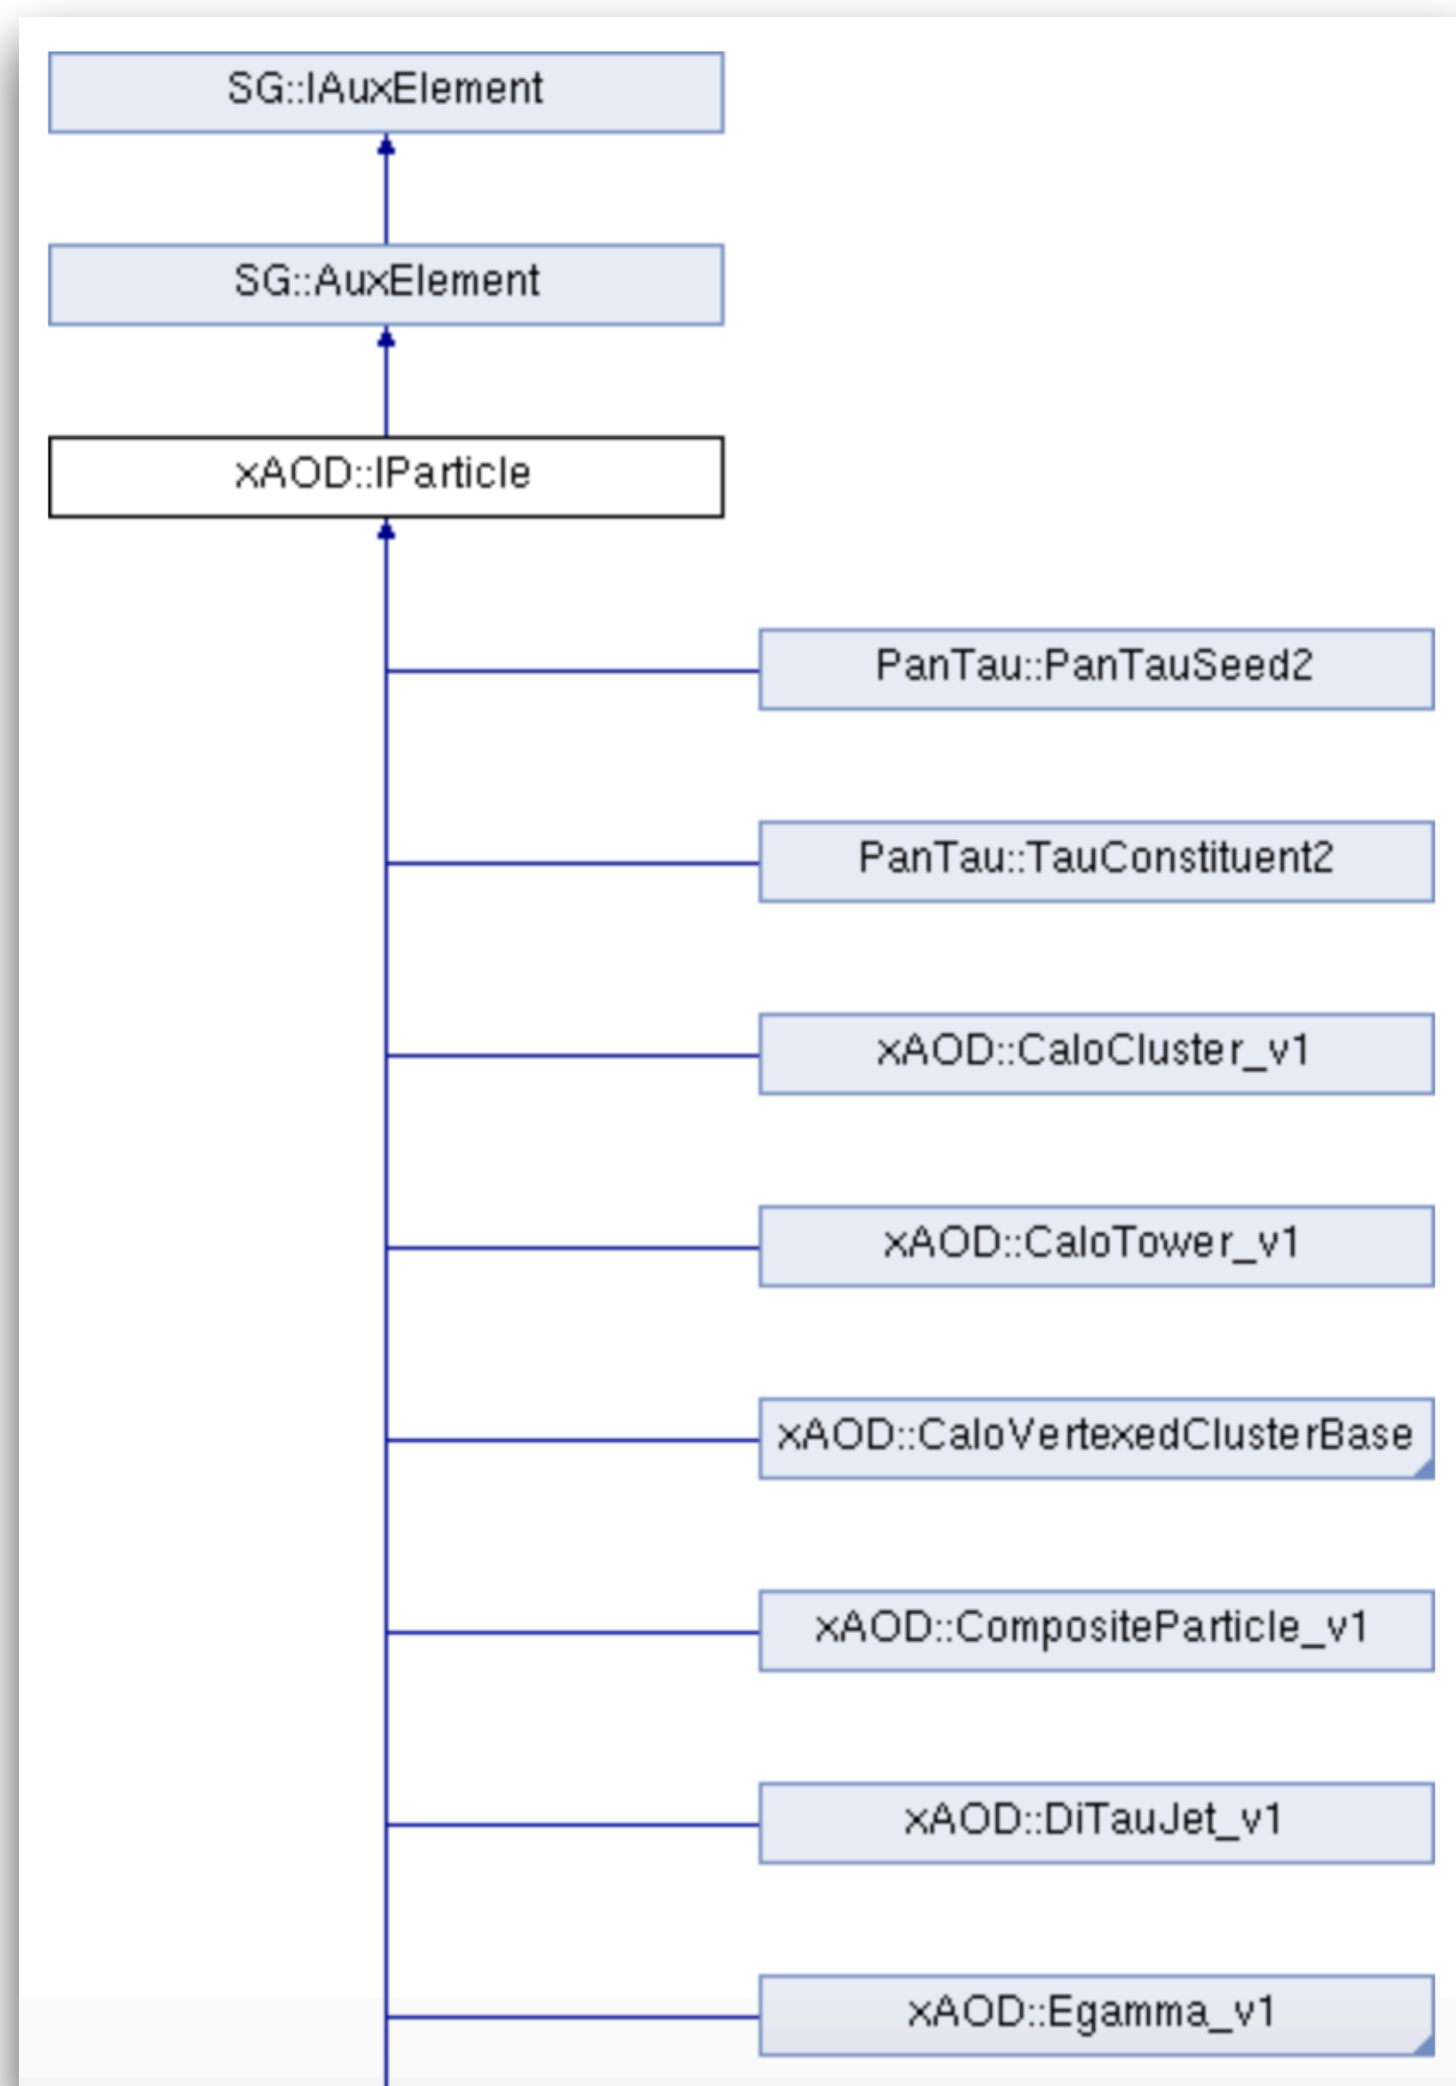 SG::IAuxElement
SG::AuxElement
xAOD::IParticle
PanTau::PanTauSeed2
PanTau::TauConstituent2
xAOD::CaloCluster_v1
xAOD::CaloTower_v1
xAOD::CaloVertexedClusterBase
xAOD::CompositeParticle_v1
xAOD::DiTauJet_v1
xAOD::Egamma_v1